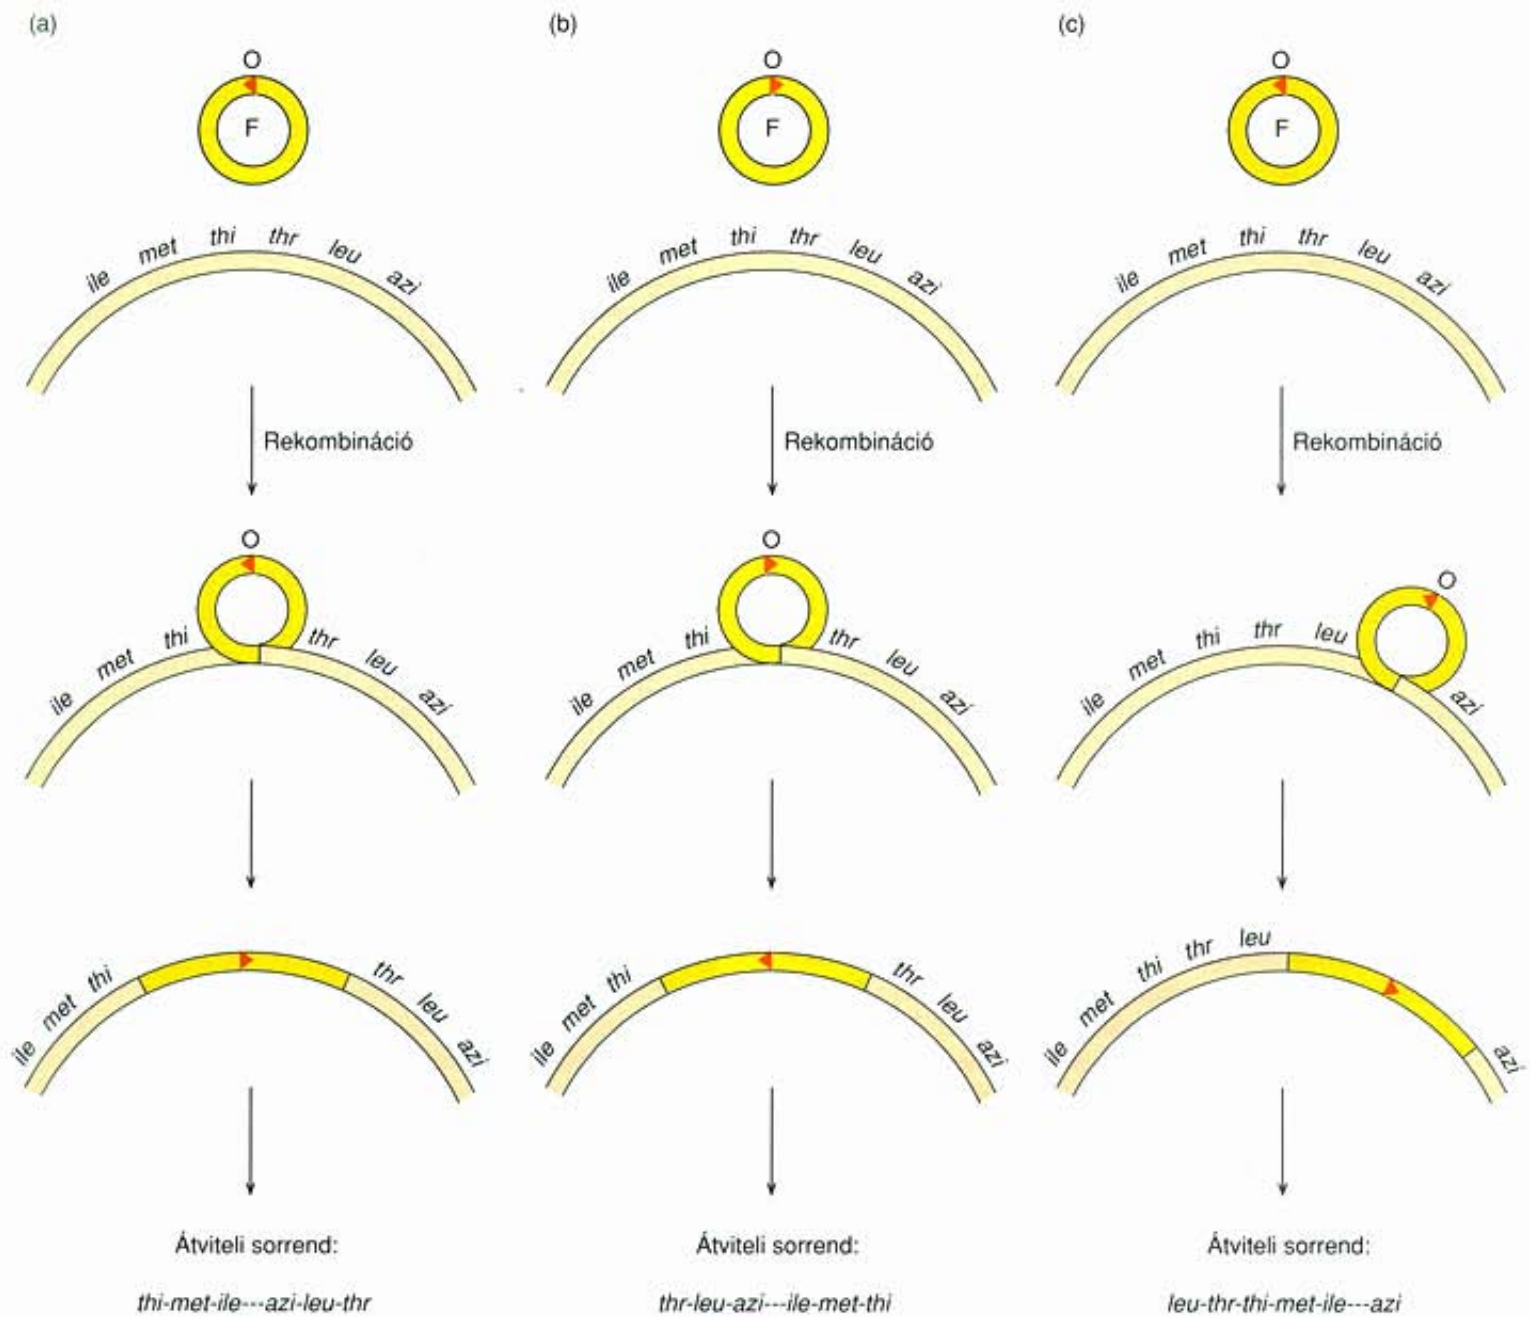 (a)
O
F
ile met thi thr leu azi
Rekombináció
O
ile met thi thr leu azi
ile met thi thr leu azi
Átviteli sorrend:
thi-met-ile---azi-leu-thr
(b)
O
F
ile met thi thr leu azi
Rekombináció
O
ile met thi thr leu azi
ile met thi thr leu azi
Átviteli sorrend:
thr-leu-azi---ile-met-thi
(c)
O
F
ile met thi thr leu azi
Rekombináció
O
ile met thi thr leu azi
ile met thi thr leu azi
Átviteli sorrend:
leu-thr-thi-met-ile---azi